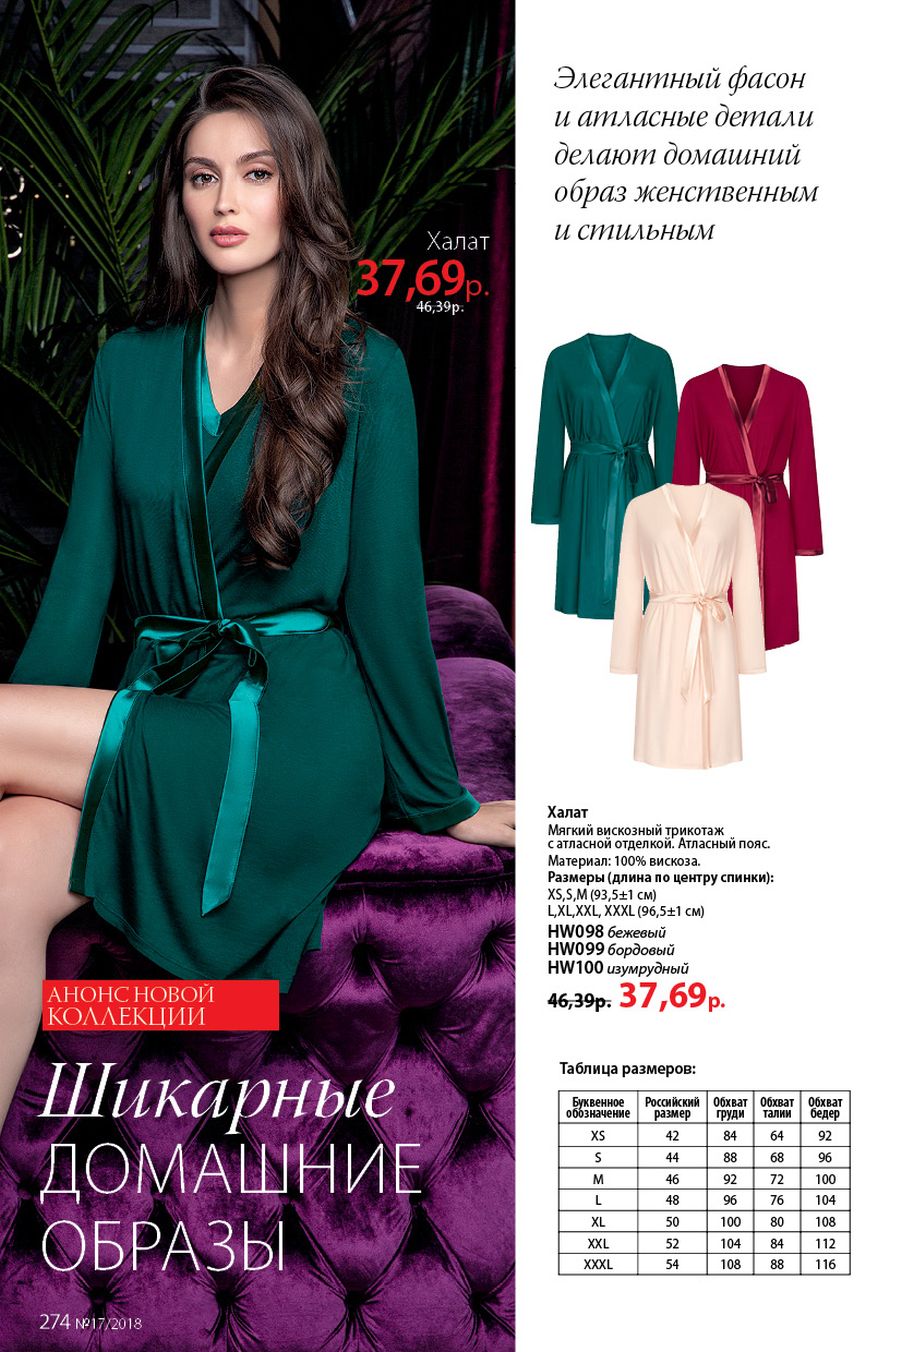 Халат
37,69р.
46,39р.
АНОНС НОВОЙ
КОЛЛЕКЦИИ
Шикарные
ДОМАШНИЕ
ОБРАЗЫ
274 №17/2018
Элегантный фасон
и атласные детали
делают домашний
образ женственным
и стильным
Халат
Мягкий вискозный трикотаж
с атласной отделкой. Атласный пояс.
Материал: 100% вискоза.
Размеры (длина по центру спинки):
XS,S,M (93,5±1 см)
L,XL,XXL, XXXL (96,5±1 см)
HW098 бежевый
HW099 бордовый
HW100 изумрудный
46,39р. 37,69р.
Таблица размеров:
Буквенное обозначение Российский размер Обхват груди Обхват талии Обхват бедер
XS 42 84 64 92
S 44 88 68 96
M 46 92 72 100
L 48 96 76 104
XL 50 100 80 108
XXL 52 104 84 112
XXXL 54 108 88 116